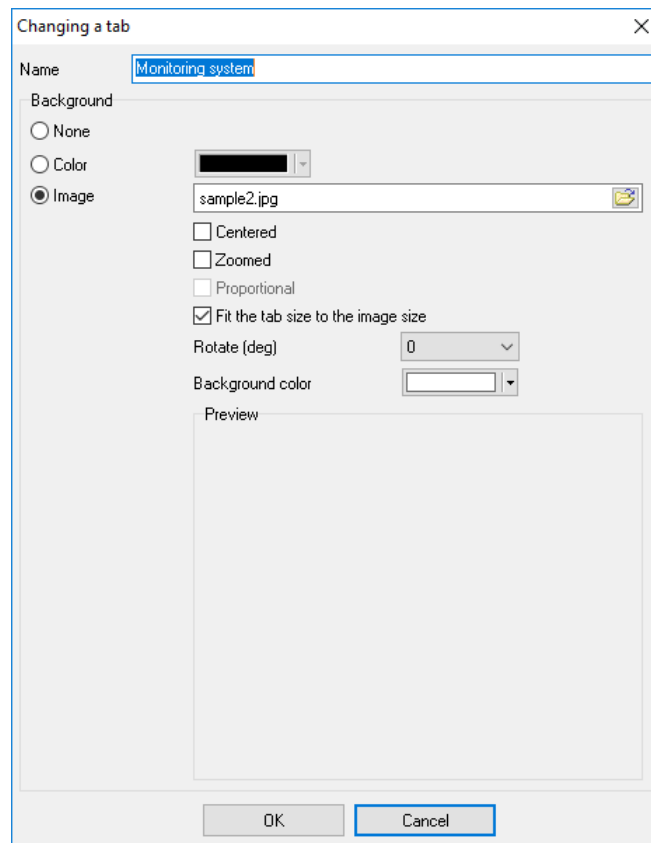 Changing a tab
Name Monitoring system
Background
None
Color
Image sample2.jpg
Centered
Zoomed
Proportional
Fit the tab size to the image size
Rotate (deg) 0
Background color
Preview
OK Cancel